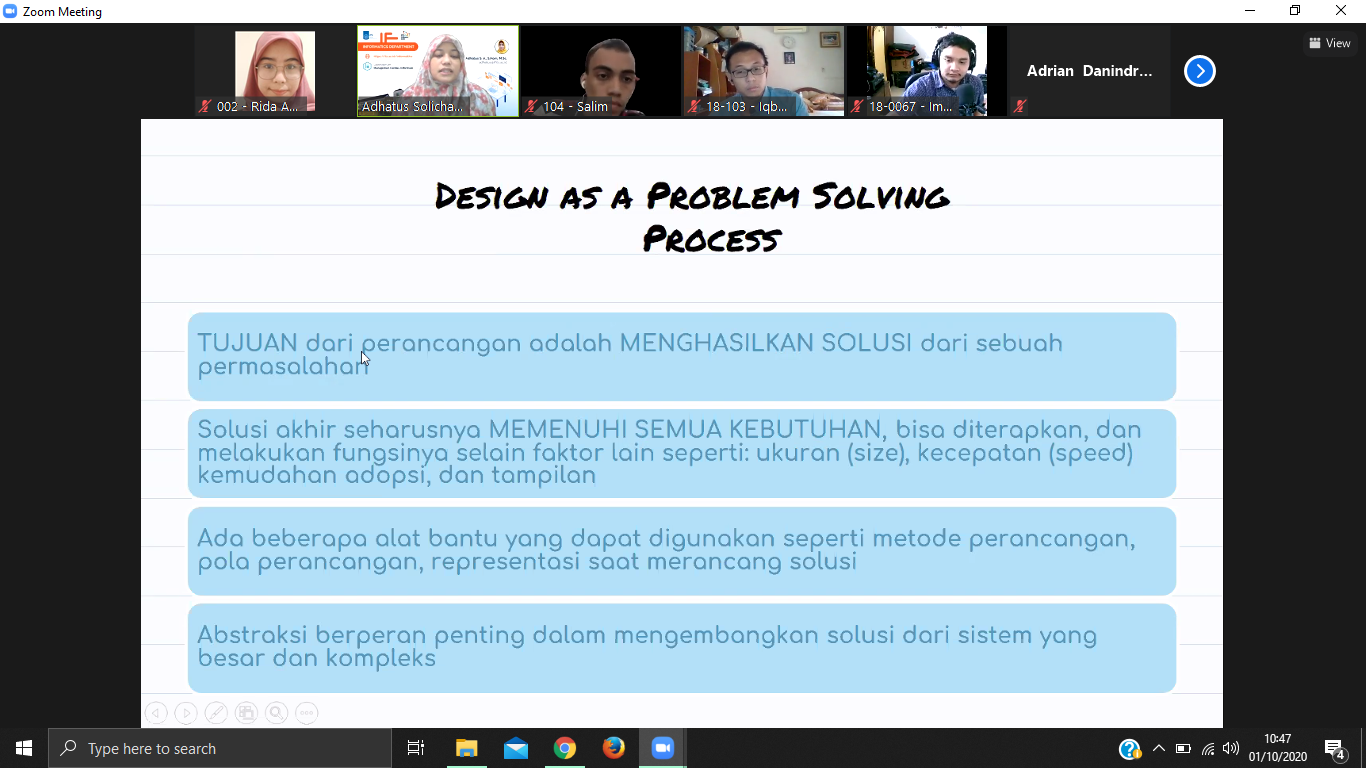 Zoom Meeting
View
IF
INFORMATICS DEPARTMENT
002 - Rida A...
Adhatus Solicha...
104 - Salim
18-103 - Iqb...
18-0067 - Im...
Adrian Danindr...
DESIGN AS A PROBLEM SOLVING
PROCESS
TUJUAN dari perancangan adalah MENGHASILKAN SOLUSI dari sebuah
permasalahan
Solusi akhir seharusnya MEMENUHI SEMUA KEBUTUHAN, bisa diterapkan, dan
melakukan fungsinya selain faktor lain seperti: ukuran (size), kecepatan (speed)
kemudahan adopsi, dan tampilan
Ada beberapa alat bantu yang dapat digunakan seperti metode perancangan,
pola perancangan, representasi saat merancang solusi
Abstraksi berperan penting dalam mengembangkan solusi dari sistem yang
besar dan kompleks
Type here to search
10:47
01/10/2020
4